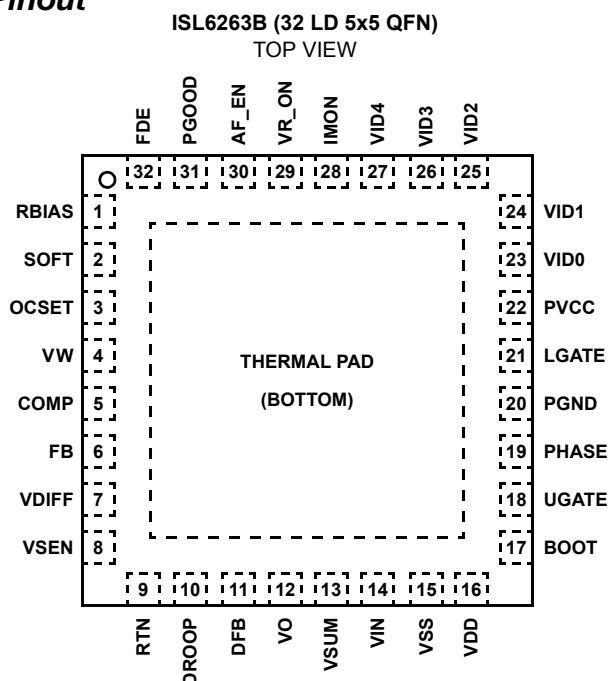 Pinout
ISL6263B (32 LD 5x5 QFN)
TOP VIEW
FDE PGOOD AF_EN VR_ON IMON VID4 VID3 VID2
32 31 30 29 28 27 26 25
RBIAS 1 24 VID1
SOFT 2 23 VID0
OCSET 3 22 PVCC
VW 4 21 LGATE
THERMAL PAD
COMP 5 20 PGND
(BOTTOM)
FB 6 19 PHASE
VDIFF 7 18 UGATE
VSEN 8 17 BOOT
9 10 11 12 13 14 15 16
RTN DROOP DFB VO VSUM VIN VSS VDD